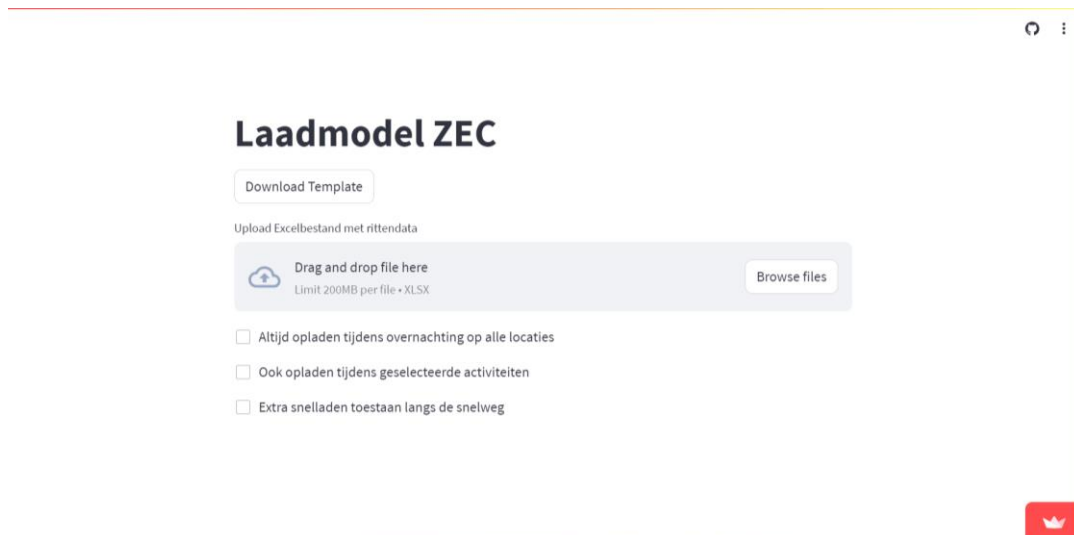 Laadmodel ZEC
Download Template
Upload Excelbestand met rittendata
Drag and drop file here
Limit 200MB per file • XLSX
Browse files
Altijd opladen tijdens overnachting op alle locaties
Ook opladen tijdens geselecteerde activiteiten
Extra snelladen toestaan langs de snelweg